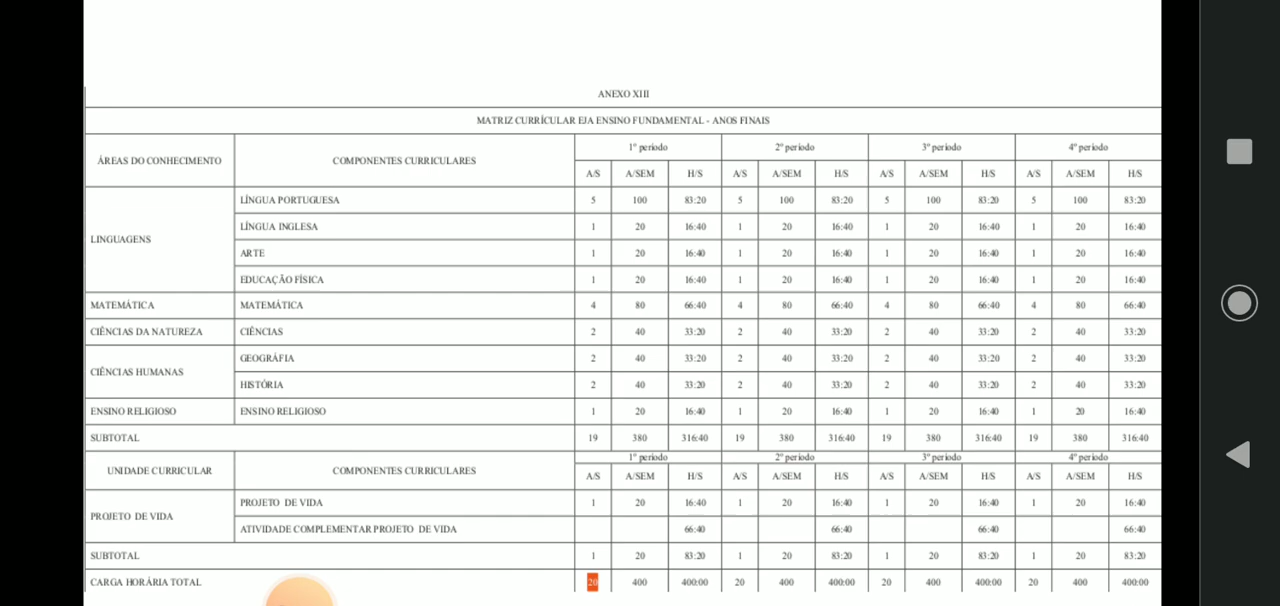 ANEXO XIII
MATRIZ CURRÍCULAR EJA ENSINO FUNDAMENTAL - ANOS FINAIS
ÁREAS DO CONHECIMENTO COMPONENTES CURRICULARES 1º período 2º período 3º período 4º período
A/S A/SEM H/S A/S A/SEM H/S A/S A/SEM H/S A/S A/SEM H/S
LINGUAGENS
LÍNGUA PORTUGUESA 5 100 83:20 5 100 83:20 5 100 83:20 5 100 83:20
LÍNGUA INGLESA 1 20 16:40 1 20 16:40 1 20 16:40 1 20 16:40
ARTE 1 20 16:40 1 20 16:40 1 20 16:40 1 20 16:40
EDUCAÇÃO FÍSICA 1 20 16:40 1 20 16:40 1 20 16:40 1 20 16:40
MATEMÁTICA MATEMÁTICA 4 80 66:40 4 80 66:40 4 80 66:40 4 80 66:40
CIÊNCIAS DA NATUREZA CIÊNCIAS 2 40 33:20 2 40 33:20 2 40 33:20 2 40 33:20
CIÊNCIAS HUMANAS
GEOGRÁFIA 2 40 33:20 2 40 33:20 2 40 33:20 2 40 33:20
HISTÓRIA 2 40 33:20 2 40 33:20 2 40 33:20 2 40 33:20
ENSINO RELIGIOSO ENSINO RELIGIOSO 1 20 16:40 1 20 16:40 1 20 16:40 1 20 16:40
SUBTOTAL 19 380 316:40 19 380 316:40 19 380 316:40 19 380 316:40
UNIDADE CURRICULAR COMPONENTES CURRICULARES 1º período 2º período 3º período 4º período
A/S A/SEM H/S A/S A/SEM H/S A/S A/SEM H/S A/S A/SEM H/S
PROJETO DE VIDA
PROJETO DE VIDA 1 20 16:40 1 20 16:40 1 20 16:40 1 20 16:40
ATIVIDADE COMPLEMENTAR PROJETO DE VIDA 66:40 66:40 66:40 66:40
SUBTOTAL 1 20 83:20 1 20 83:20 1 20 83:20 1 20 83:20
CARGA HORÁRIA TOTAL 20 400 400:00 20 400 400:00 20 400 400:00 20 400 400:00